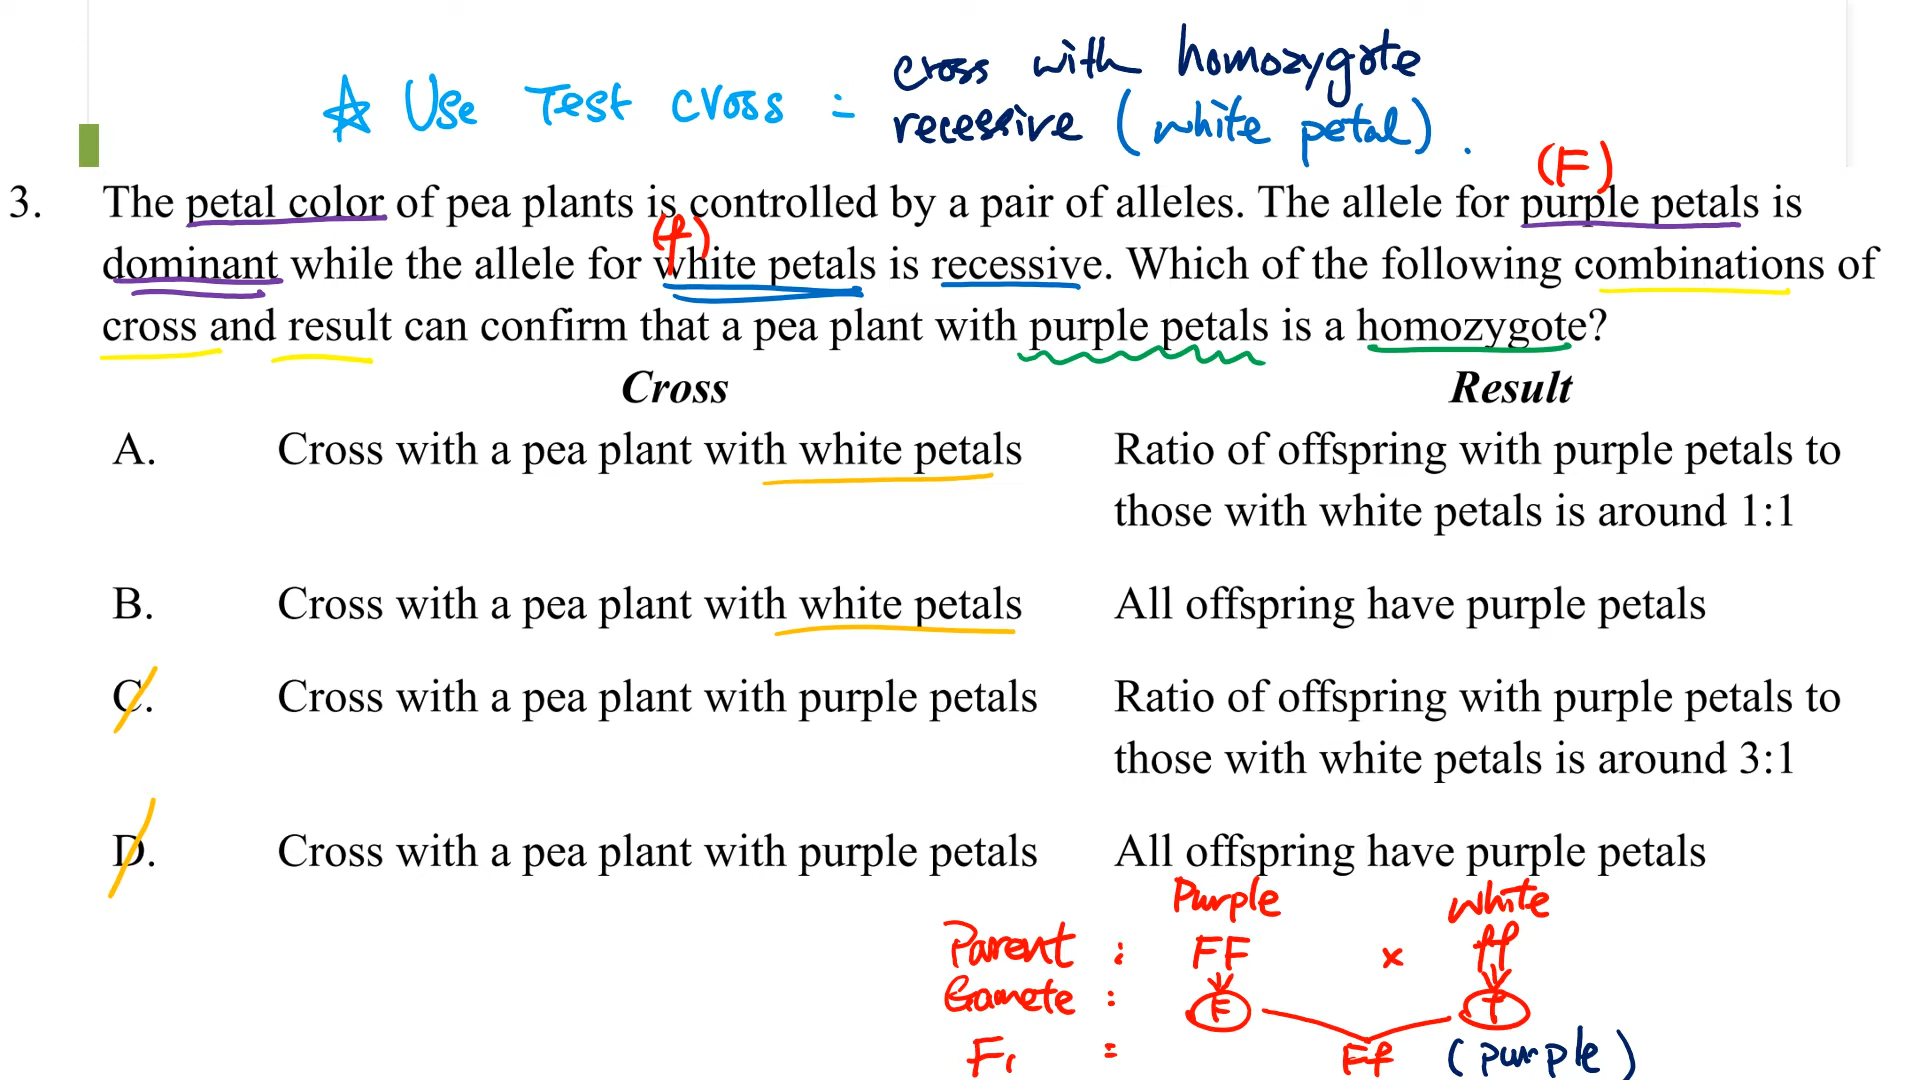 ☆ Use Test cross = cross with homozygote
recessive (white petal).
(F)
3. The petal color of pea plants is controlled by a pair of alleles. The allele for purple petals is
(f)
dominant while the allele for white petals is recessive. Which of the following combinations of
cross and result can confirm that a pea plant with purple petals is a homozygote?
Cross Result
A. Cross with a pea plant with white petals Ratio of offspring with purple petals to
those with white petals is around 1:1
B. Cross with a pea plant with white petals All offspring have purple petals
C. Cross with a pea plant with purple petals Ratio of offspring with purple petals to
those with white petals is around 3:1
D. Cross with a pea plant with purple petals All offspring have purple petals
Purple white
Parent : FF x ff
Gamete : F f
F1 : Ff (purple)